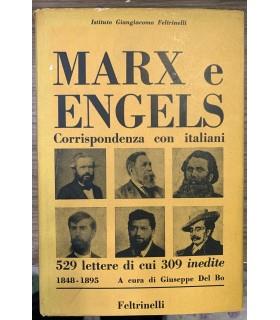 Istituto Giangiacomo Feltrinelli
MARX e
ENGELS
Corrispondenza con italiani
529 lettere di cui 309 inedite
1848-1895 A cura di Giuseppe Del Bo
Feltrinelli